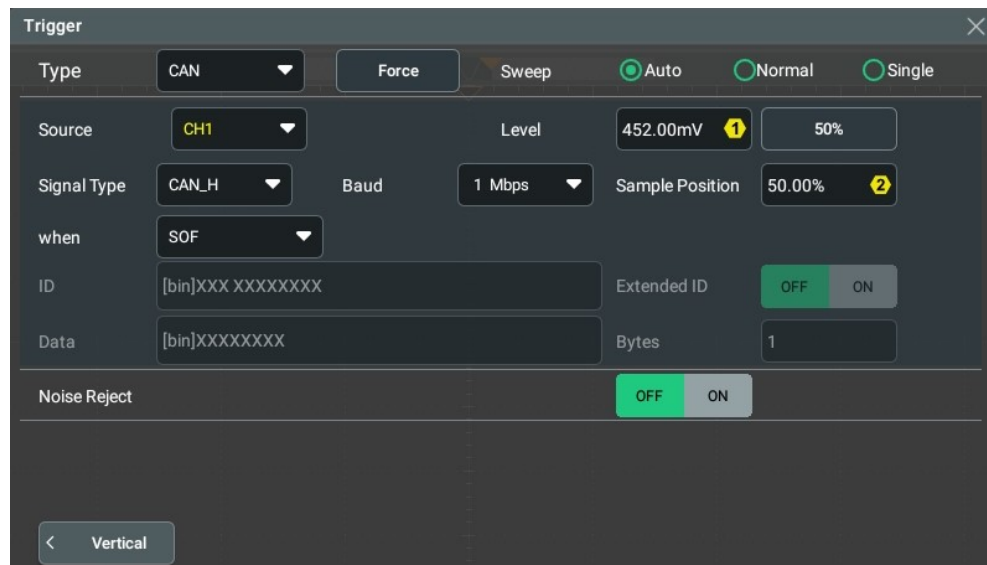 Trigger
Type CAN Force Sweep Auto Normal Single
Source CH1 Level 452.00mV 1 50%
Signal Type CAN_H Baud 1 Mbps Sample Position 50.00% 2
when SOF
ID [bin]XXX XXXXXXXX Extended ID OFF ON
Data [bin]XXXXXXXX Bytes 1
Noise Reject OFF ON
Vertical